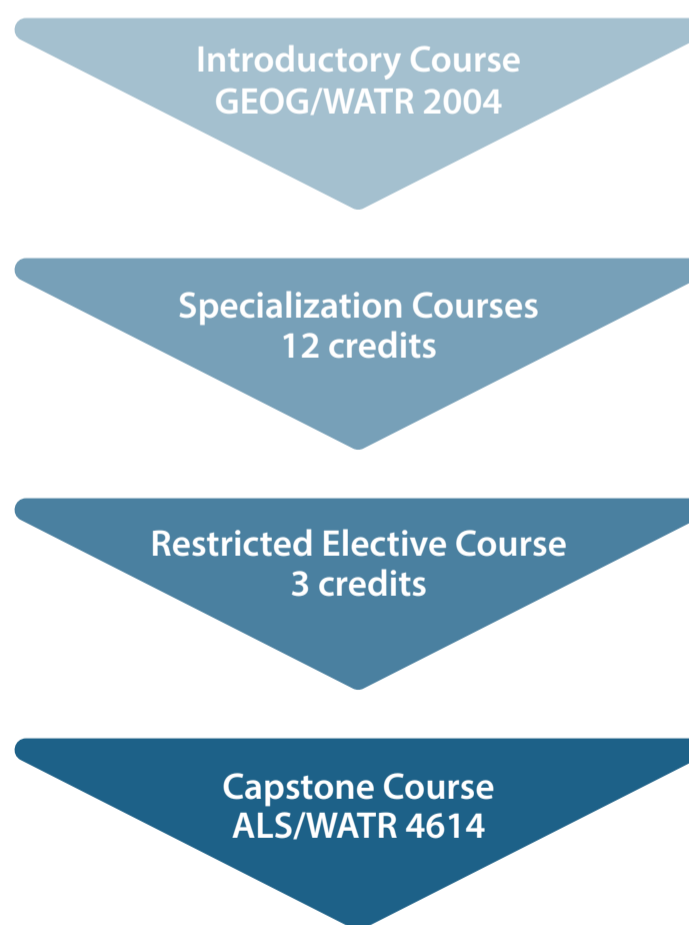 Introductory Course
GEOG/WATR 2004
Specialization Courses
12 credits
Restricted Elective Course
3 credits
Capstone Course
ALS/WATR 4614